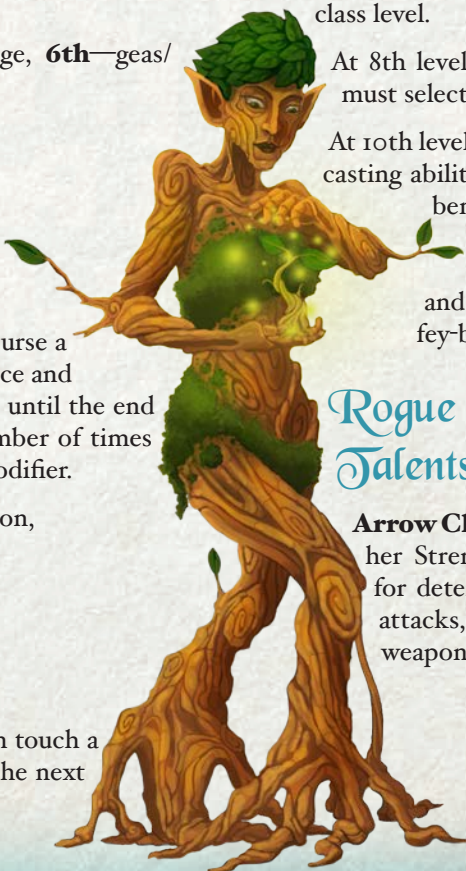 ge, 6th—geas/
urse a
ce and
until the end
mber of times
odifier.
on,
n touch a
he next
class level.
At 8th level
must select
At 10th level
casting abilit
ber
and
fey-b
Rogue
Talents
Arrow Cl
her Stren
for dete
attacks,
weapon